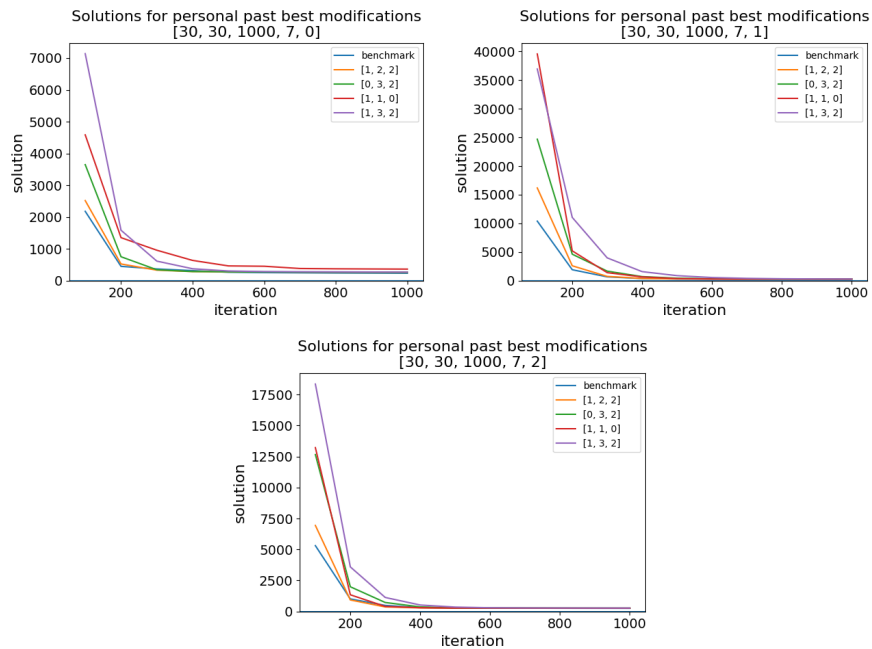 Solutions for personal past best modifications
[30, 30, 1000, 7, 0]
7000
6000
5000
4000
3000
2000
1000
0
solution
200
400
600
800
1000
iteration
benchmark
[1, 2, 2]
[0, 3, 2]
[1, 1, 0]
[1, 3, 2]
Solutions for personal past best modifications
[30, 30, 1000, 7, 1]
40000
35000
30000
25000
20000
15000
10000
5000
0
solution
200
400
600
800
1000
iteration
benchmark
[1, 2, 2]
[0, 3, 2]
[1, 1, 0]
[1, 3, 2]
Solutions for personal past best modifications
[30, 30, 1000, 7, 2]
17500
15000
12500
10000
7500
5000
2500
0
solution
200
400
600
800
1000
iteration
benchmark
[1, 2, 2]
[0, 3, 2]
[1, 1, 0]
[1, 3, 2]